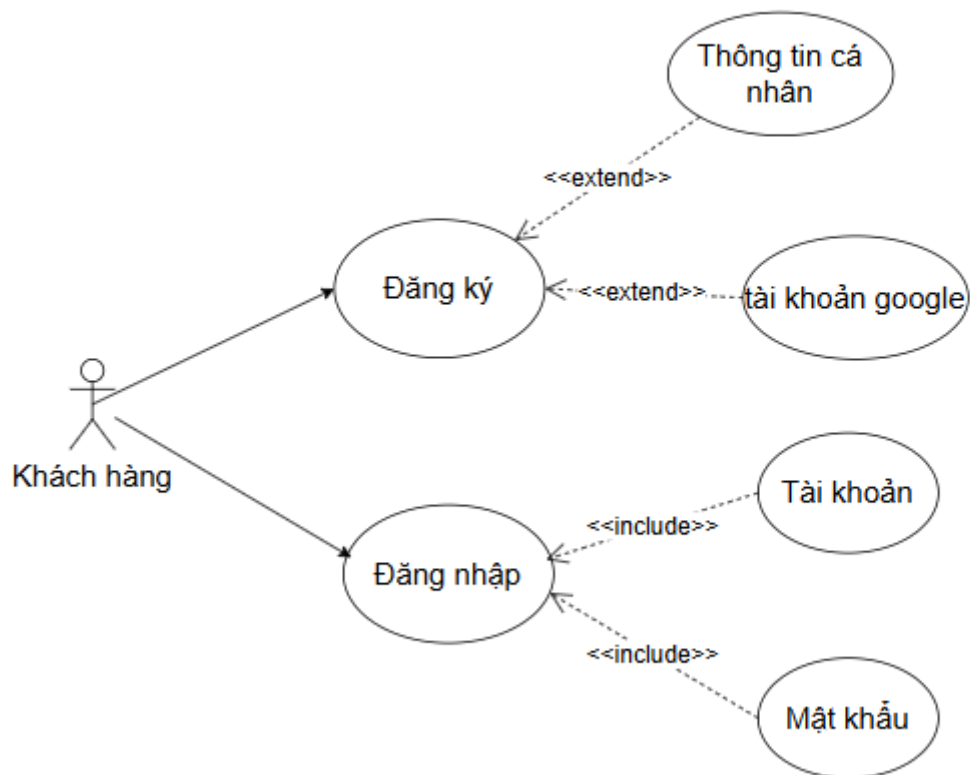 Thông tin cá
nhân
<<extend>>
Đăng ký
<<extend>>
tài khoản google
Khách hàng
Tài khoản
<<include>>
Đăng nhập
<<include>>
Mật khẩu